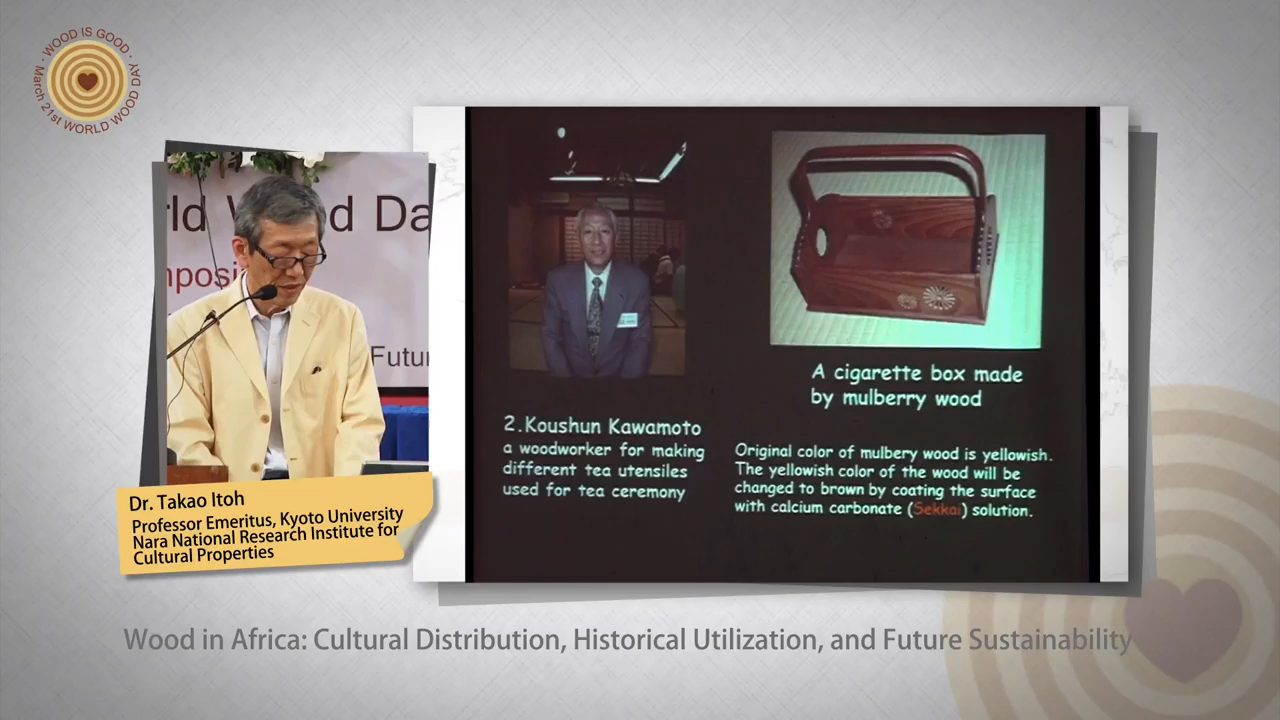 WOOD IS GOOD · March 21st WORLD WOOD DAY ·
rld Wood Da
mposi
Futur
2.Koushun Kawamoto
a woodworker for making
different tea utensiles
used for tea ceremony
A cigarette box made
by mulberry wood
Original color of mulbery wood is yellowish.
The yellowish color of the wood will be
changed to brown by coating the surface
with calcium carbonate (Sekkai) solution.
Dr. Takao Itoh
Professor Emeritus, Kyoto University
Nara National Research Institute for
Cultural Properties
Wood in Africa: Cultural Distribution, Historical Utilization, and Future Sustainability